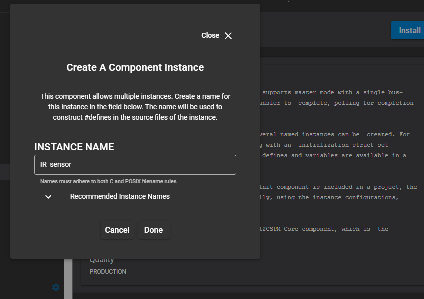 Install
Close
Create A Component Instance
This component allows multiple instances. Create a name for
this instance in the field below. The name will be used to
construct #defines in the source files of the instance.
INSTANCE NAME
IR_sensor
Names must adhere to both C and POSIX filename rules
Recommended Instance Names
Cancel Done
supports master mode with a single bus-
to complete, polling for completion
veral named instances can be created. For
with an initialization struct out
defines and variables are available in a
nit component is included in a project, the
ly, using the instance configurations,
Core component, which is the
Quality
PRODUCTION